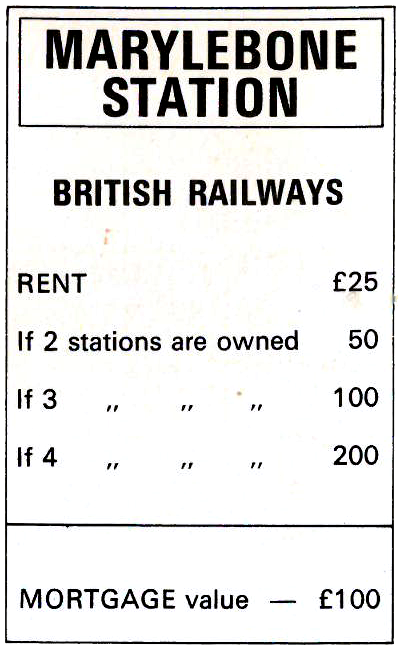 MARYLEBONE
STATION
BRITISH RAILWAYS
RENT £25
If 2 stations are owned 50
If 3 „ „ „ 100
If 4 „ „ „ 200
MORTGAGE value — £100